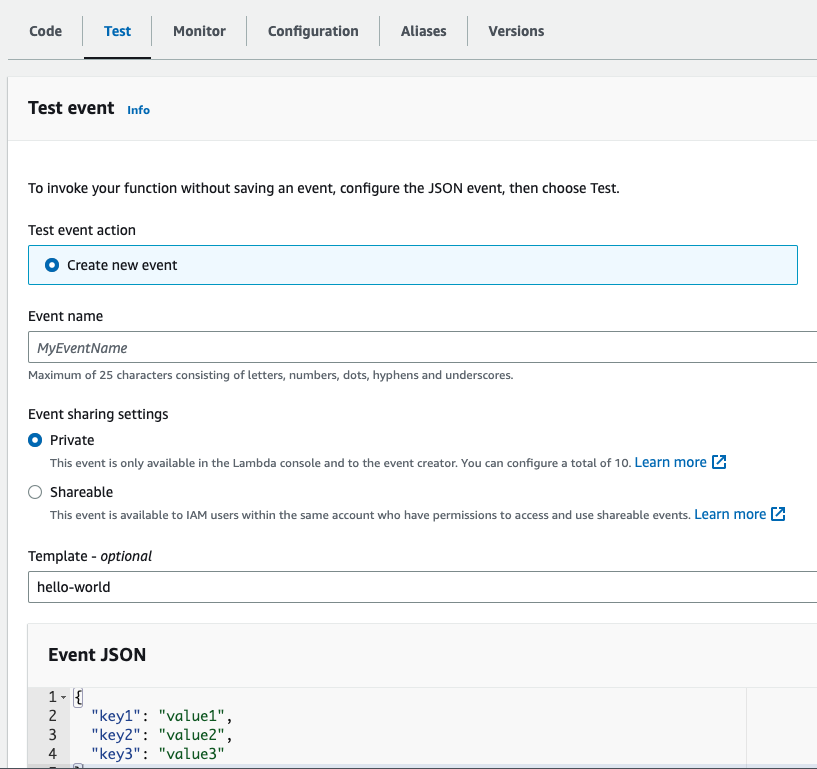 Code Test Monitor Configuration Aliases Versions
Test event Info
To invoke your function without saving an event, configure the JSON event, then choose Test.
Test event action
Create new event
Event name
MyEventName
Maximum of 25 characters consisting of letters, numbers, dots, hyphens and underscores.
Event sharing settings
Private
This event is only available in the Lambda console and to the event creator. You can configure a total of 10. Learn more
Shareable
This event is available to IAM users within the same account who have permissions to access and use shareable events. Learn more
Template - optional
hello-world
Event JSON
1 {
2 "key1": "value1",
3 "key2": "value2",
4 "key3": "value3"